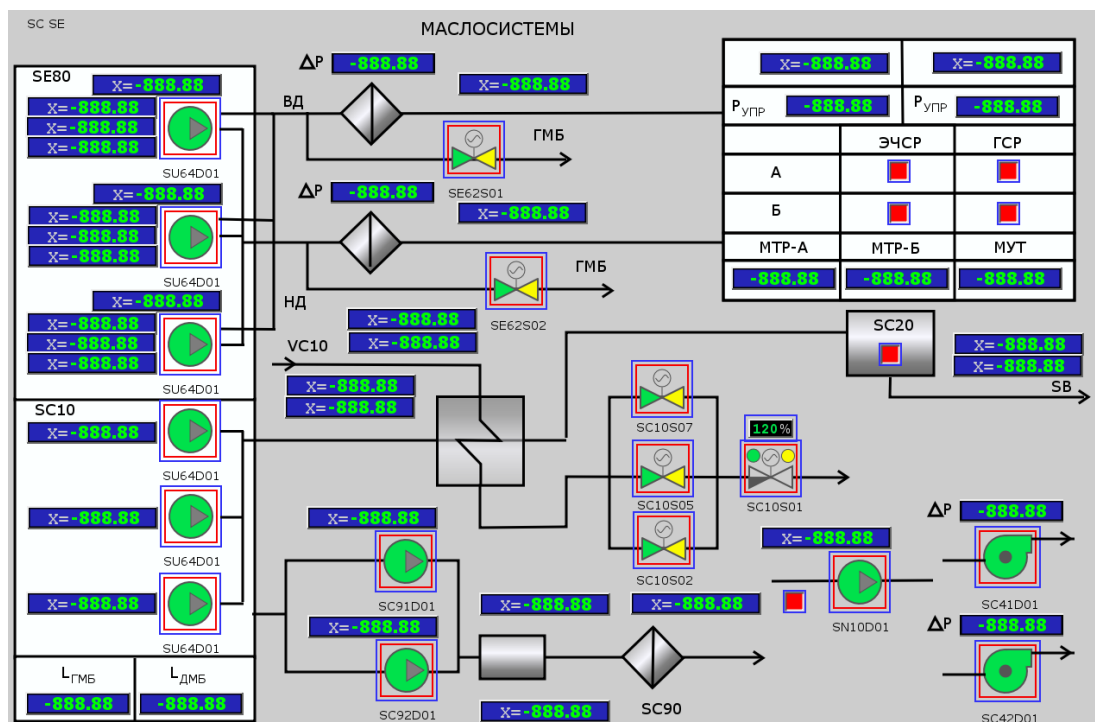 SC SE
МАСЛОСИСТЕМЫ
SE80
X=-888.88
X=-888.88
X=-888.88
X=-888.88
SU64D01
X=-888.88
X=-888.88
X=-888.88
X=-888.88
SU64D01
X=-888.88
X=-888.88
X=-888.88
X=-888.88
SU64D01
SC10
X=-888.88
SU64D01
X=-888.88
SU64D01
X=-888.88
SU64D01
LГМБ LДМБ
-888.88 -888.88
ΔP -888.88
X=-888.88
ВД
ГМБ
SE62S01
ΔP -888.88
X=-888.88
ГМБ
НД
SE62S02
X=-888.88
X=-888.88
VC10
X=-888.88
X=-888.88
X=-888.88 X=-888.88
PУПР -888.88 PУПР -888.88
ЭЧСР ГСР
А
Б
МТР-А МТР-Б МУТ
-888.88 -888.88 -888.88
SC20
X=-888.88
X=-888.88
SB
SC10S07
120%
SC10S05 SC10S01
SC10S02
X=-888.88
SC91D01
X=-888.88
SC92D01
X=-888.88 X=-888.88
X=-888.88
SC90
X=-888.88
SN10D01
ΔP -888.88
SC41D01
ΔP -888.88
SC42D01